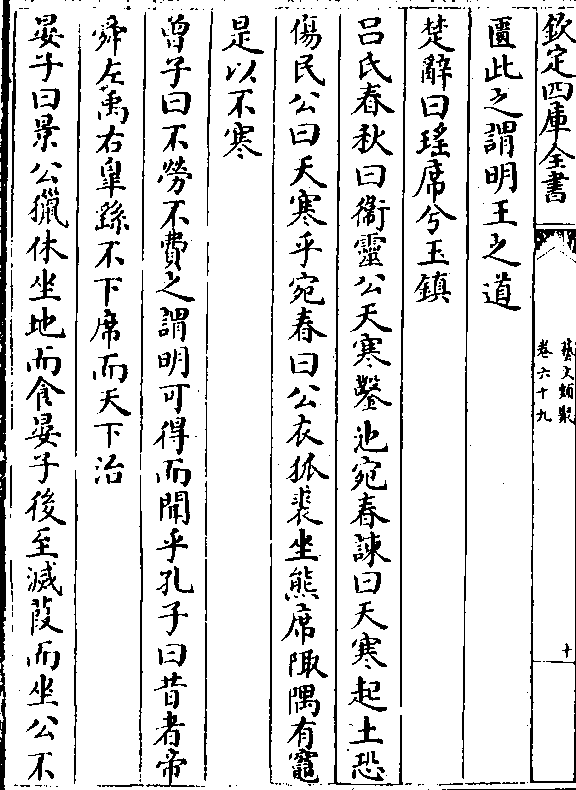 欽定四庫全書
藝文類聚
卷六十九
十
匱此之謂明王之道
楚辭曰瑤席兮玉鎮
呂氏春秋曰衞靈公天寒鑿池宛春諫曰天寒起土恐
傷民公曰天寒乎宛春曰公衣狐裘坐熊席陬隅有竈
是以不寒
曾子曰不勞不費之謂明可得而聞乎孔子曰昔者帝
舜左禹右臯繇不下席而天下治
晏子曰景公獵休坐地而食晏子後至滅葭而坐公不